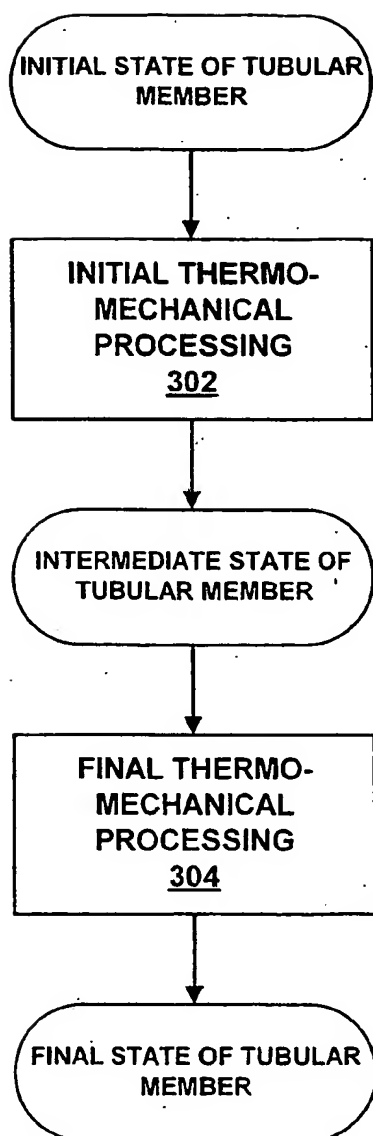 INITIAL STATE OF TUBULAR
MEMBER
INITIAL THERMO-
MECHANICAL
PROCESSING
302
INTERMEDIATE STATE OF
TUBULAR MEMBER
FINAL THERMO-
MECHANICAL
PROCESSING
304
FINAL STATE OF TUBULAR
MEMBER